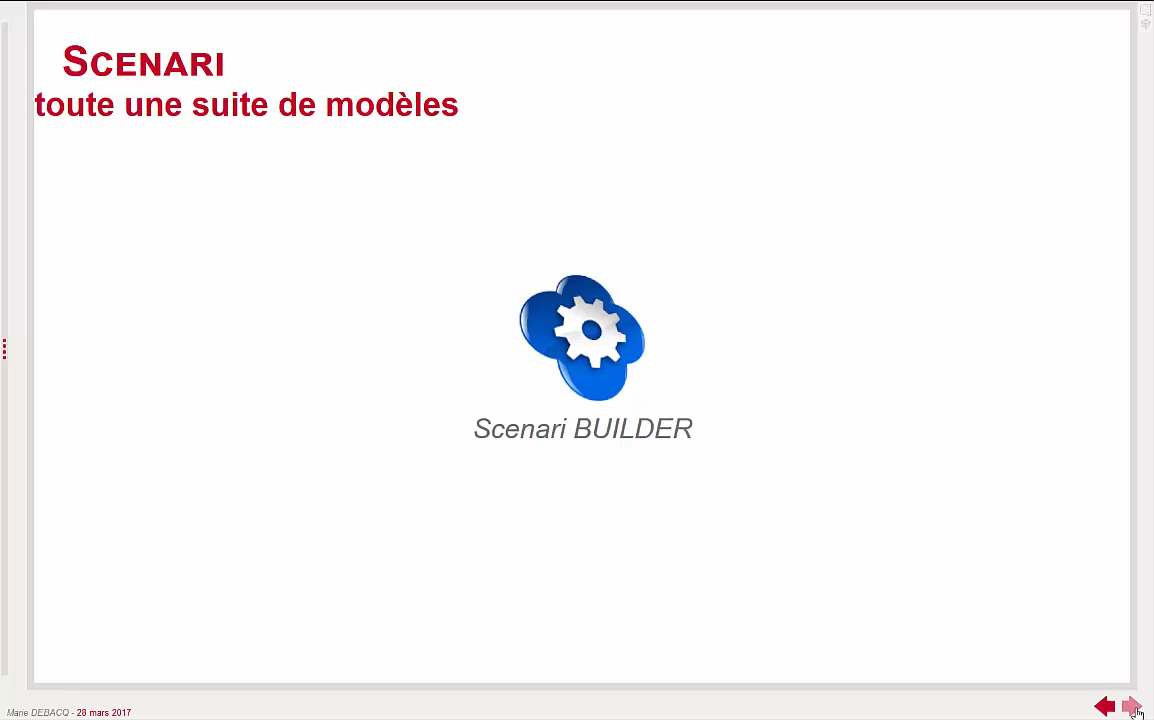 SCENARI
toute une suite de modèles
Scenari BUILDER
Marie DEBACQ - 28 mars 2017